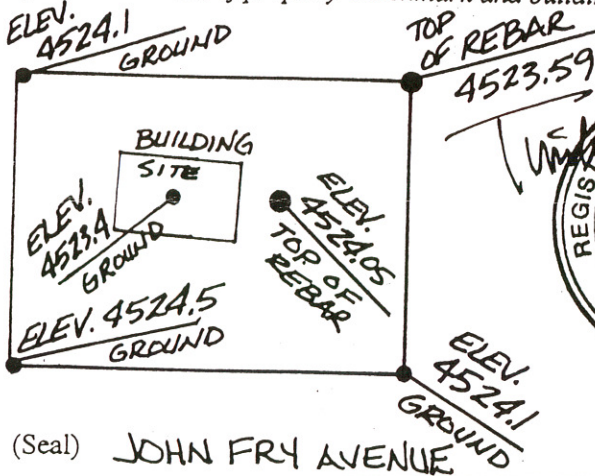 ELEV.
4524.1
GROUND
TOP
OF REBAR
4523.59
BUILDING
SITE
ELEV.
4523.4
GROUND
ELEV.
4524.05
TOP OF
REBAR
ELEV. 4524.5
GROUND
ELEV.
4524.1
GROUND
(Seal) JOHN FRY AVENUE